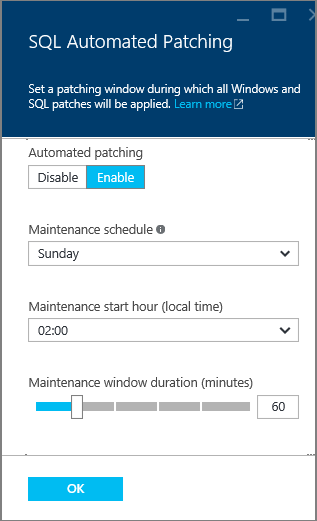 SQL Automated Patching
Set a patching window during which all Windows and
SQL patches will be applied. Learn more
Automated patching
Disable Enable
Maintenance schedule
Sunday
Maintenance start hour (local time)
02:00
Maintenance window duration (minutes)
60
OK